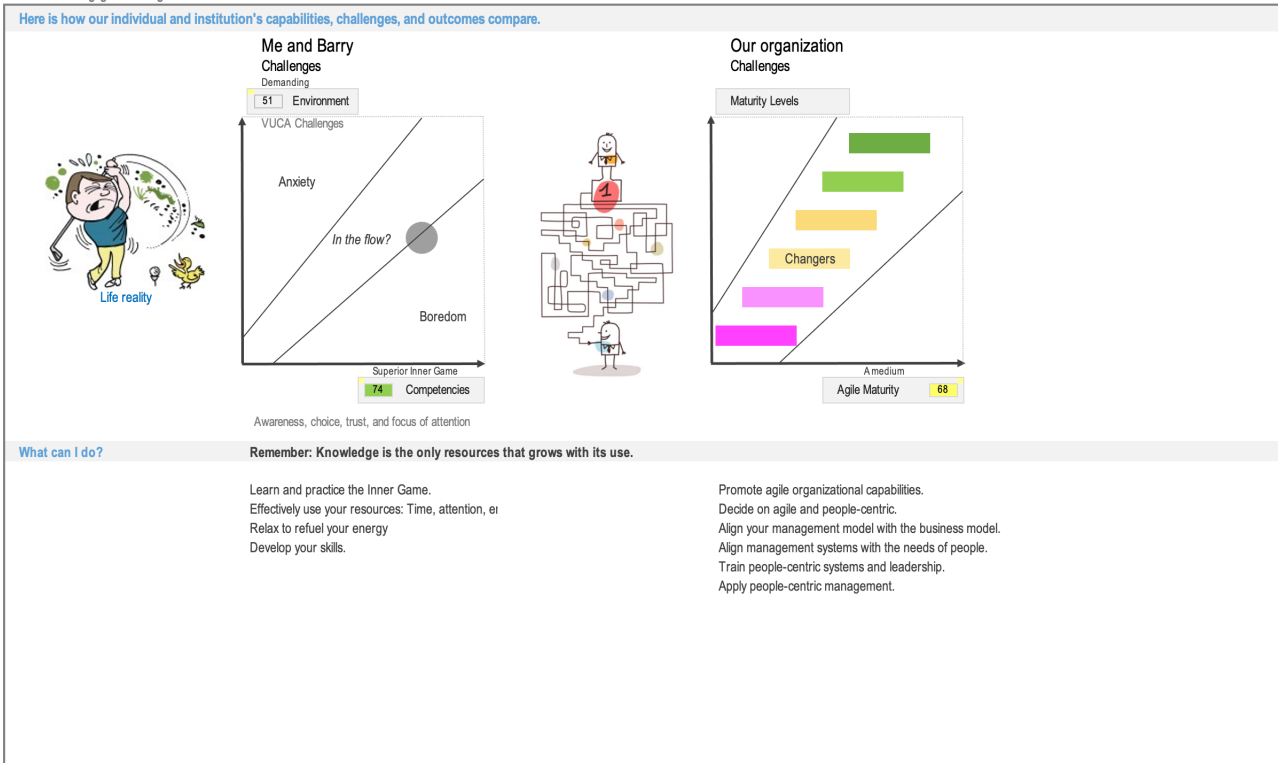 Here is how our individual and institution's capabilities, challenges, and outcomes compare.
Me and Barry
Challenges
Demanding
51 Environment
VUCA Challenges
Anxiety
In the flow?
Boredom
Superior Inner Game
74 Competencies
Awareness, choice, trust, and focus of attention
Life reality
1
Our organization
Challenges
Maturity Levels
Changers
A medium
Agile Maturity 68
What can I do?
Remember: Knowledge is the only resources that grows with its use.
Learn and practice the Inner Game.
Effectively use your resources: Time, attention,
Relax to refuel your energy
Develop your skills.
Promote agile organizational capabilities.
Decide on agile and people-centric.
Align your management model with the business model.
Align management systems with the needs of people.
Train people-centric systems and leadership.
Apply people-centric management.